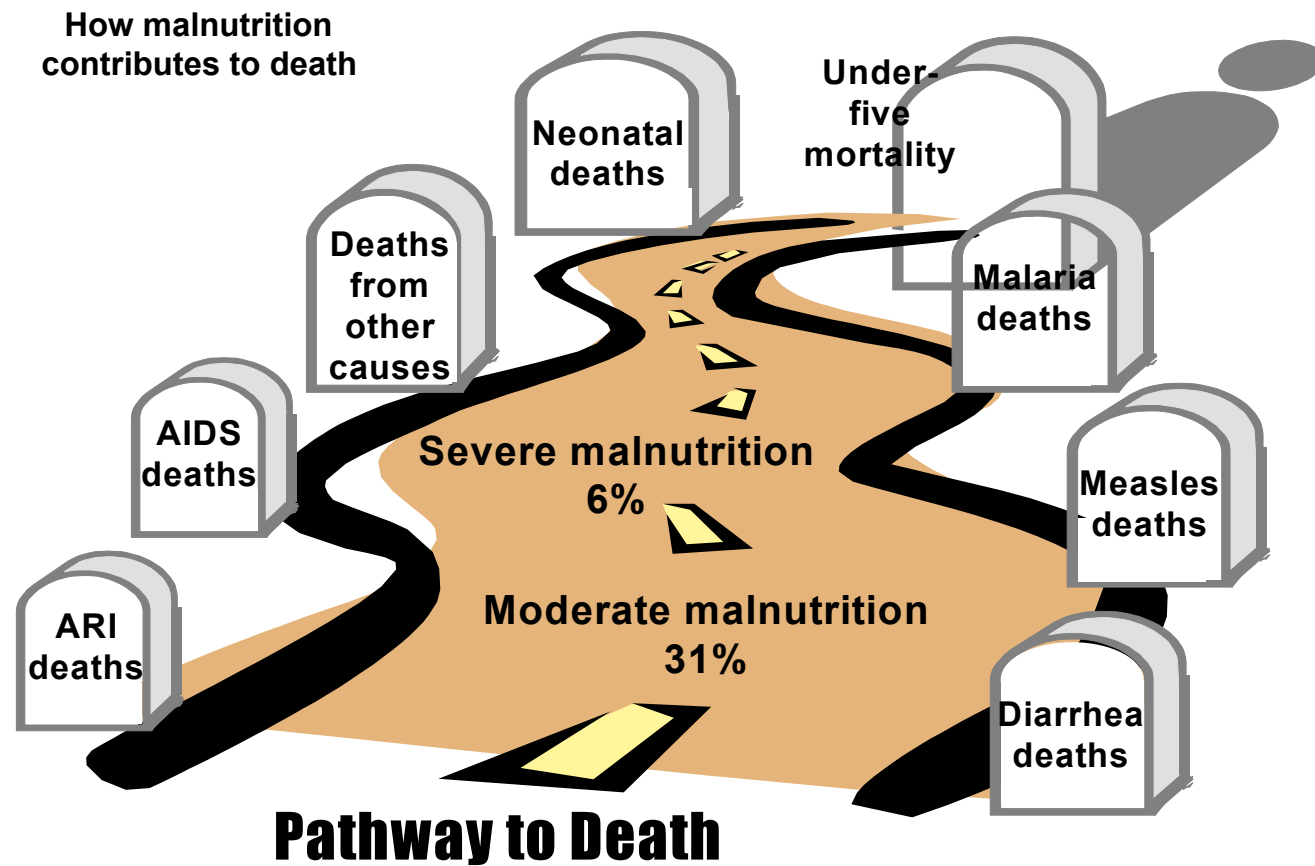 How malnutrition
contributes to death
Neonatal
deaths
Under-
five
mortality
Deaths
from
other
causes
Malaria
deaths
AIDS
deaths
Severe malnutrition
6%
Measles
deaths
ARI
deaths
Moderate malnutrition
31%
Diarrhea
deaths
Pathway to Death